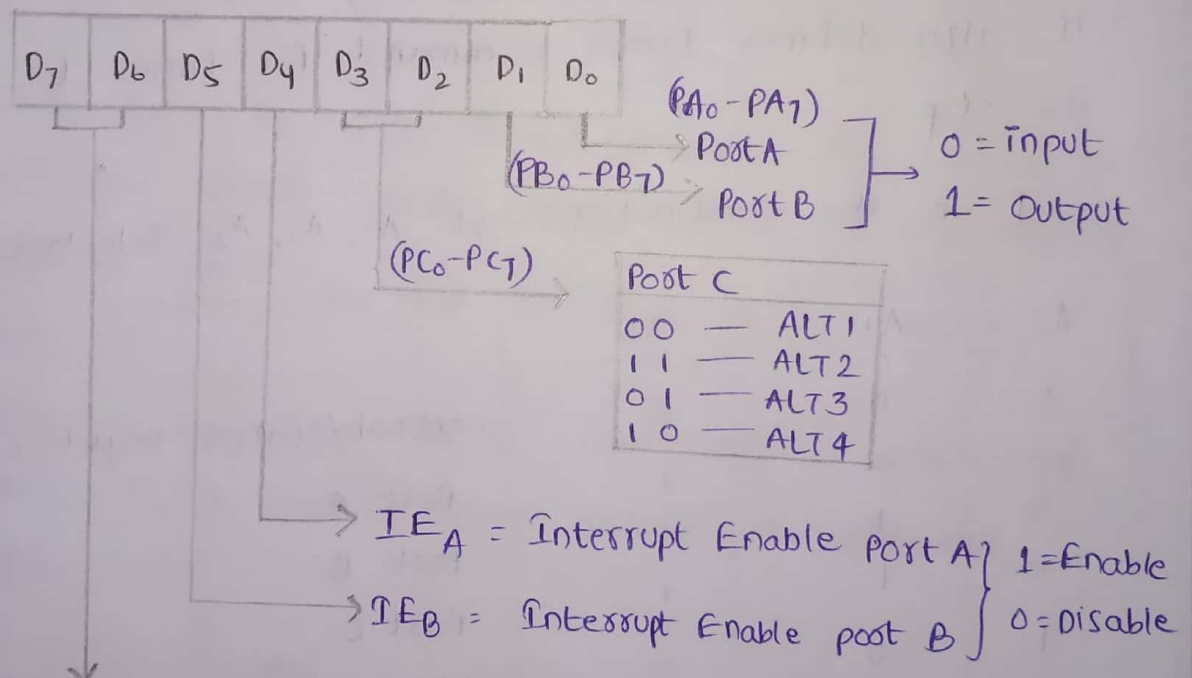 D7 D6 D5 D4 D3 D2 D1 D0
(PA0-PA7)
Port A
0 = input
(PB0-PB7)
Port B
1= Output
(PC0-PC7)
Port C
00 — ALT1
11 — ALT2
01 — ALT3
10 — ALT4
IEA = Interrupt Enable port A} 1=Enable
IEB = Interrupt Enable port B 0=Disable